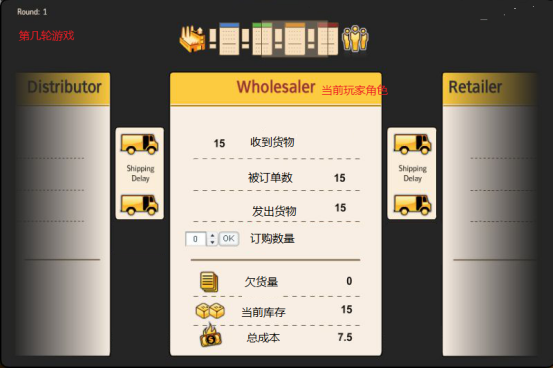 Round: 1
第几轮游戏
Distributor
Wholesaler
当前玩家角色
Retailer
15 收到货物
被订单数 15
发出货物 15
0 OK 订购数量
Shipping
Delay
Shipping
Delay
欠货量 0
当前库存 15
$
总成本 7.5